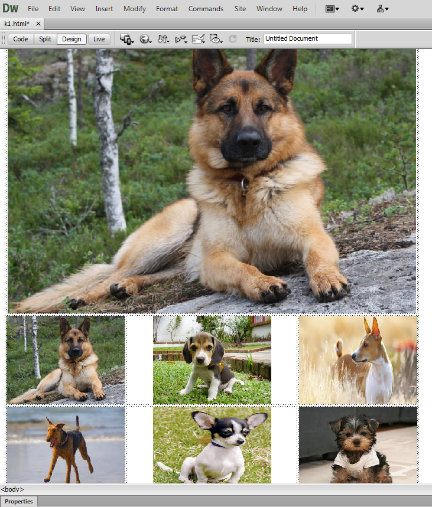 Dw File Edit View Insert Modify Format Commands Site Window Help
k1.html* ×
Code Split Design Live Title: Untitled Document
<body>
Properties